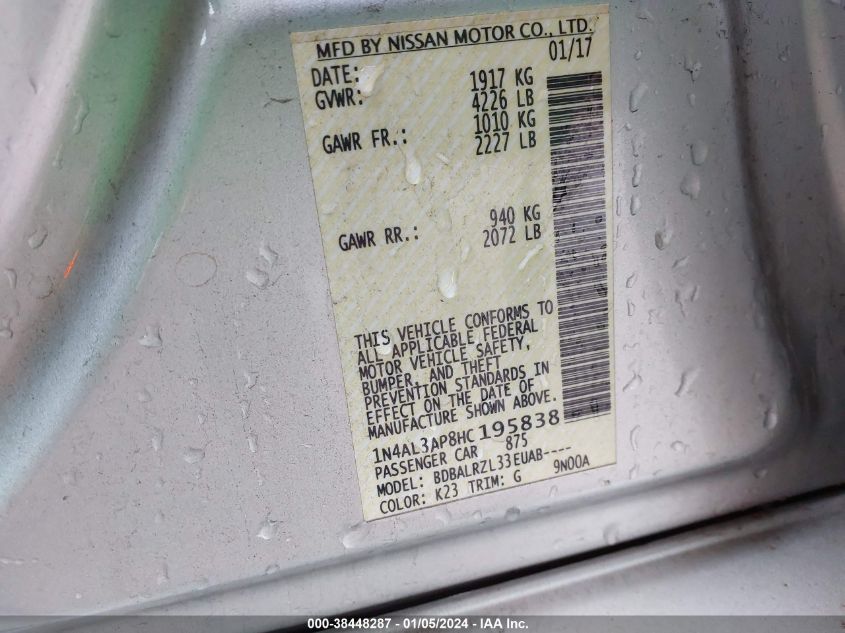 MFD BY NISSAN MOTOR CO., LTD.
DATE: 01/17
GVWR: 1917 KG
4226 LB
GAWR FR.: 1010 KG
2227 LB
GAWR RR.: 940 KG
2072 LB
THIS VEHICLE CONFORMS TO
ALL APPLICABLE FEDERAL
MOTOR VEHICLE SAFETY,
BUMPER, AND THEFT
PREVENTION STANDARDS IN
EFFECT ON THE DATE OF
MANUFACTURE SHOWN ABOVE.
1N4AL3AP8HC195838
PASSENGER CAR 875
MODEL: BDBALRZL33EUAB----
COLOR: K23 TRIM: G 9N00A
000-38448287 - 01/05/2024 - IAA Inc.